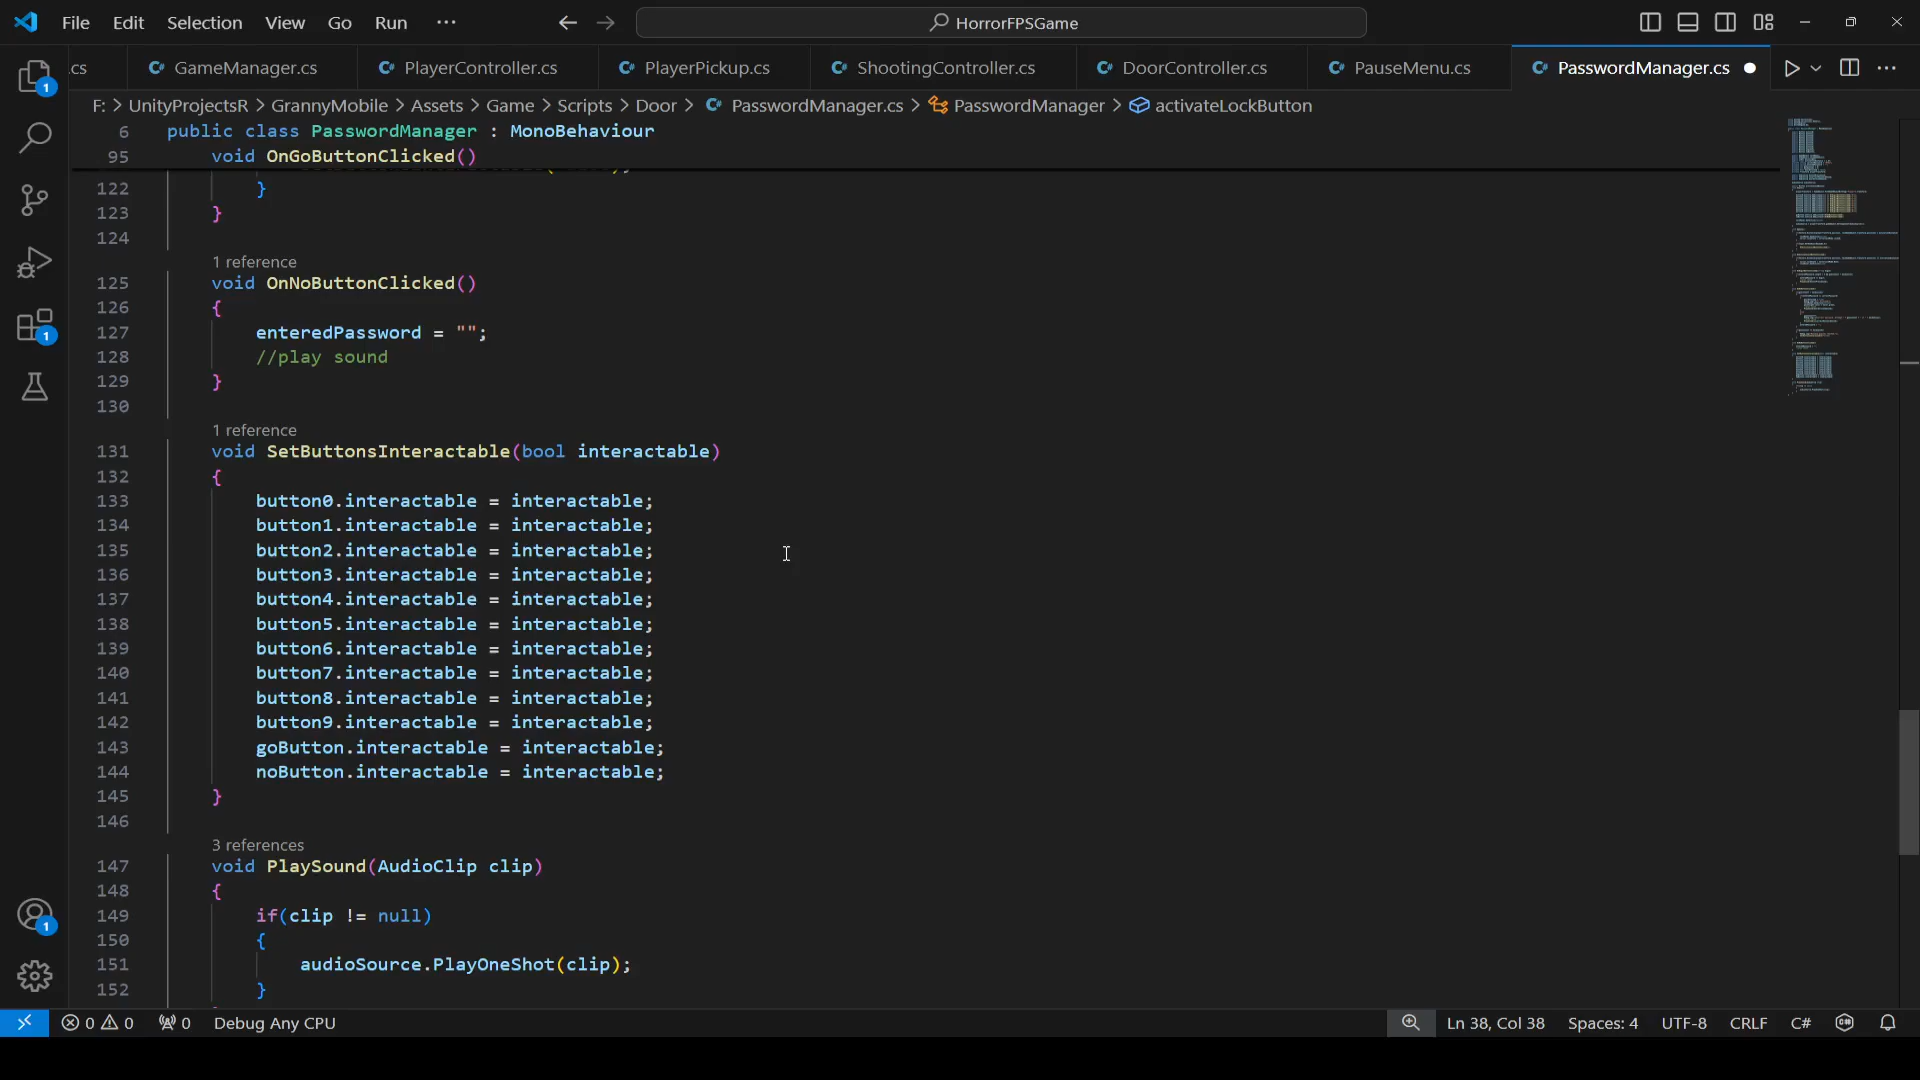 File Edit Selection View Go Run ··· HorrorFPSGame
.cs GameManager.cs PlayerController.cs PlayerPickup.cs ShootingController.cs DoorController.cs PauseMenu.cs PasswordManager.cs
F: > UnityProjectsR > GrannyMobile > Assets > Game > Scripts > Door > PasswordManager.cs > PasswordManager > activateLockButton
6 public class PasswordManager : MonoBehaviour
95 void OnGoButtonClicked()
122 }
123 }
124
1 reference
125 void OnNoButtonClicked()
126 {
127 enteredPassword = "";
128 //play sound
129 }
130
1 reference
131 void SetButtonsInteractable(bool interactable)
132 {
133 button0.interactable = interactable;
134 button1.interactable = interactable;
135 button2.interactable = interactable;
136 button3.interactable = interactable;
137 button4.interactable = interactable;
138 button5.interactable = interactable;
139 button6.interactable = interactable;
140 button7.interactable = interactable;
141 button8.interactable = interactable;
142 button9.interactable = interactable;
143 goButton.interactable = interactable;
144 noButton.interactable = interactable;
145 }
146
3 references
147 void PlaySound(AudioClip clip)
148 {
149 if(clip != null)
150 {
151 audioSource.PlayOneShot(clip);
152 }
1
1
1
0 0 0 Debug Any CPU Ln 38, Col 38 Spaces: 4 UTF-8 CRLF C#